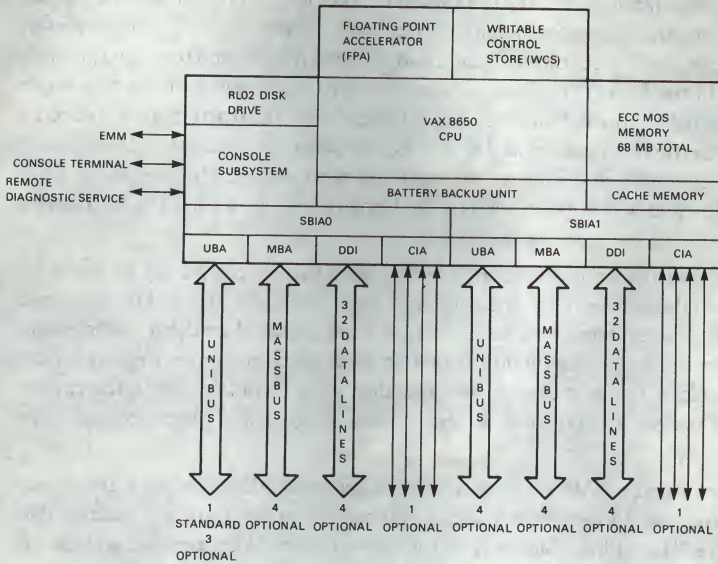 FLOATING POINT
ACCELERATOR
(FPA)
WRITABLE
CONTROL
STORE (WCS)
RL02 DISK
DRIVE
VAX 8650
CPU
ECC MOS
MEMORY
68 MB TOTAL
EMM
CONSOLE TERMINAL
REMOTE
DIAGNOSTIC SERVICE
CONSOLE
SUBSYSTEM
BATTERY BACKUP UNIT
CACHE MEMORY
SBIA0
SBIA1
UBA
MBA
DDI
CIA
UBA
MBA
DDI
CIA
UNIBUS
MASSBUS
32 DATA LINES
UNIBUS
MASSBUS
32 DATA LINES
1
STANDARD
3
OPTIONAL
4
OPTIONAL
4
OPTIONAL
1
OPTIONAL
4
OPTIONAL
4
OPTIONAL
4
OPTIONAL
1
OPTIONAL